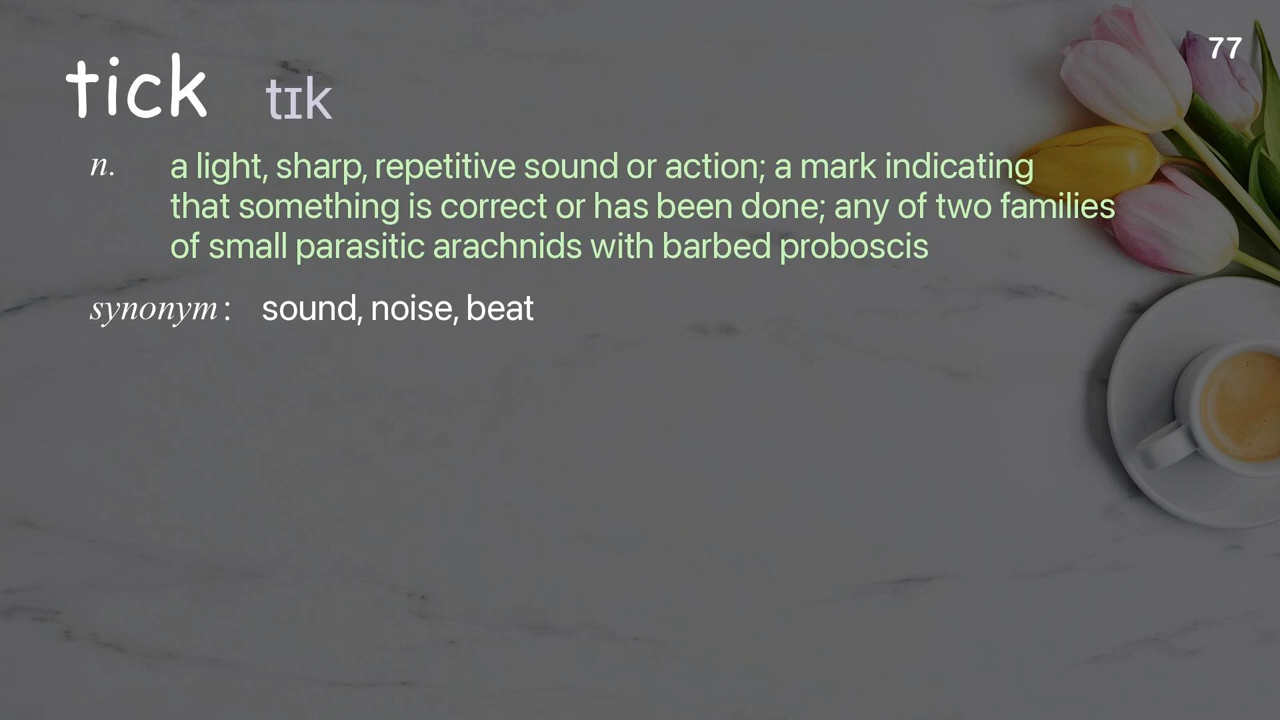 77
tick tɪk
n. a light, sharp, repetitive sound or action; a mark indicating
that something is correct or has been done; any of two families
of small parasitic arachnids with barbed proboscis
synonym: sound, noise, beat